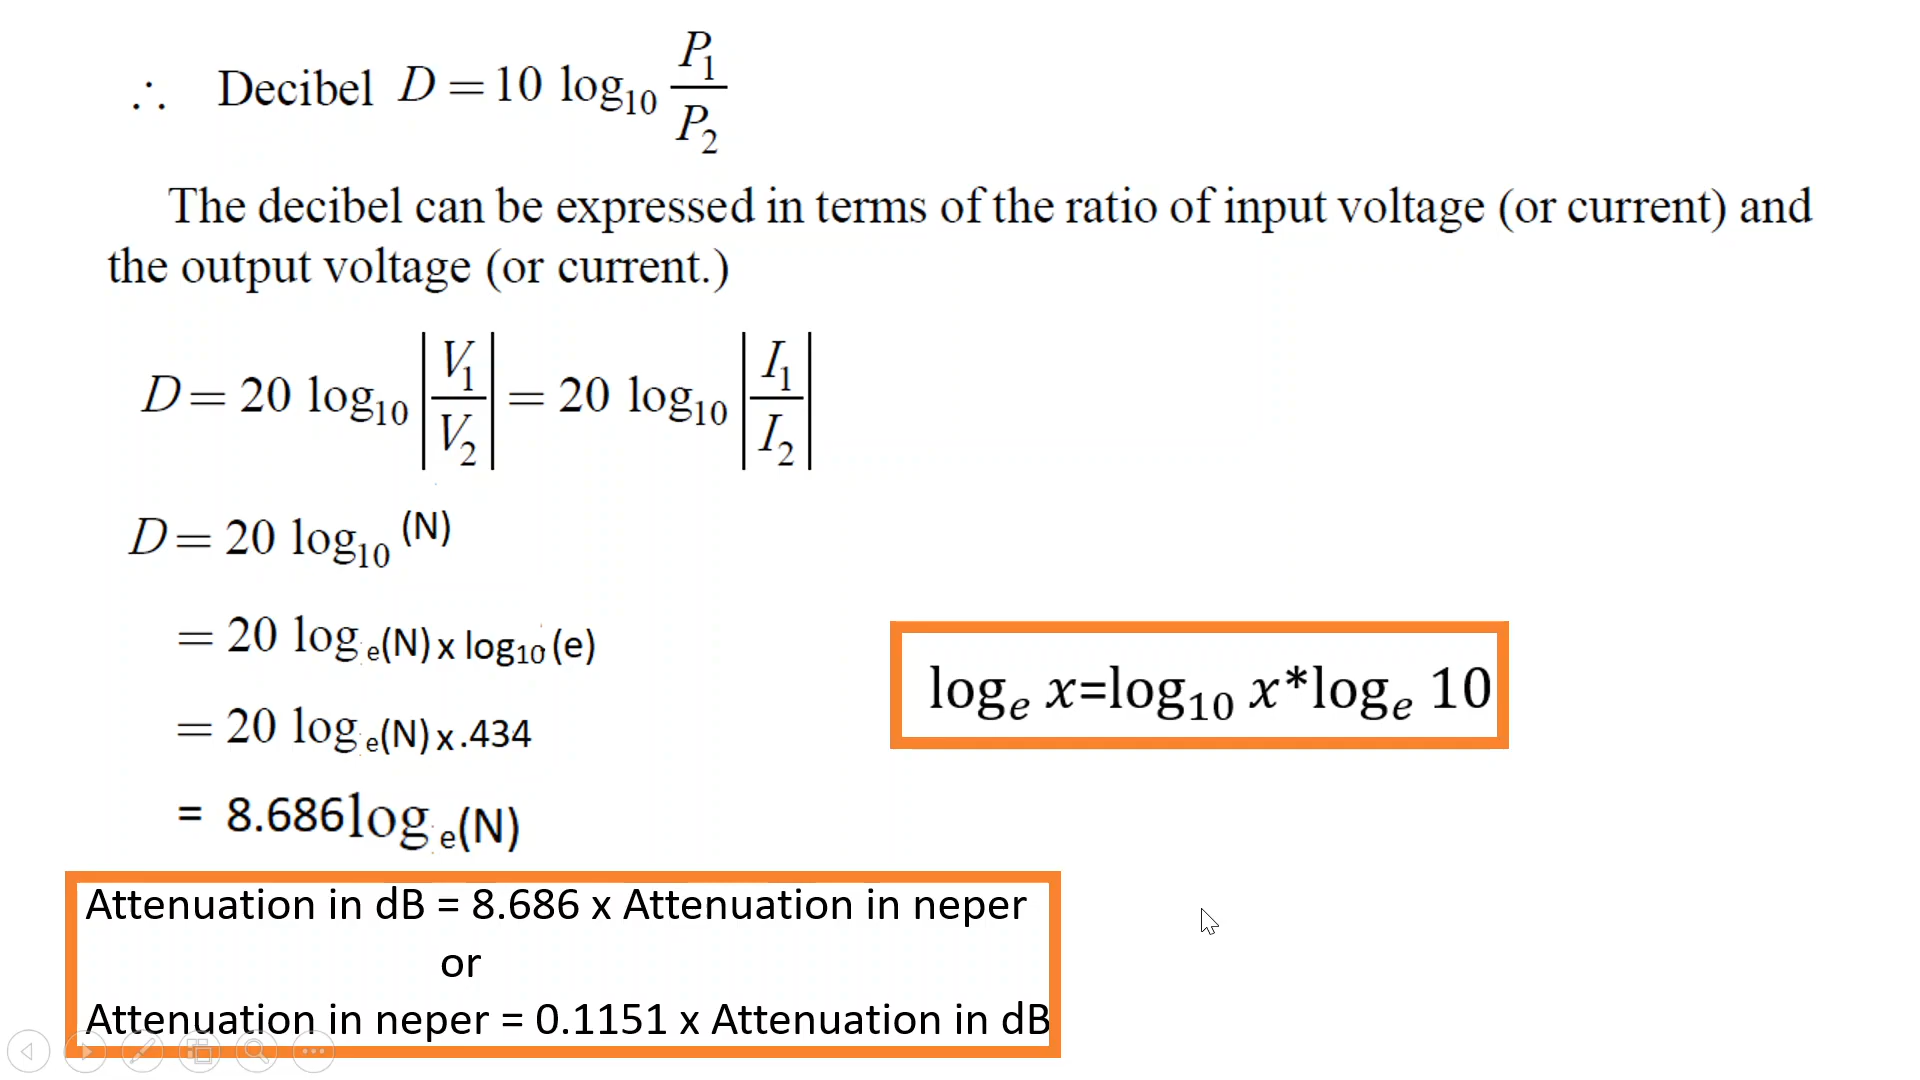 ∴ Decibel D = 10 log₁₀ P₁/P₂
The decibel can be expressed in terms of the ratio of input voltage (or current) and
the output voltage (or current.)
D = 20 log₁₀ |V₁/V₂| = 20 log₁₀ |I₁/I₂|
D = 20 log₁₀ (N)
= 20 log e(N) x log₁₀ (e)
= 20 log e(N) x .434
= 8.686log e(N)
logₑ x=log₁₀ x*logₑ 10
Attenuation in dB = 8.686 x Attenuation in neper
or
Attenuation in neper = 0.1151 x Attenuation in dB